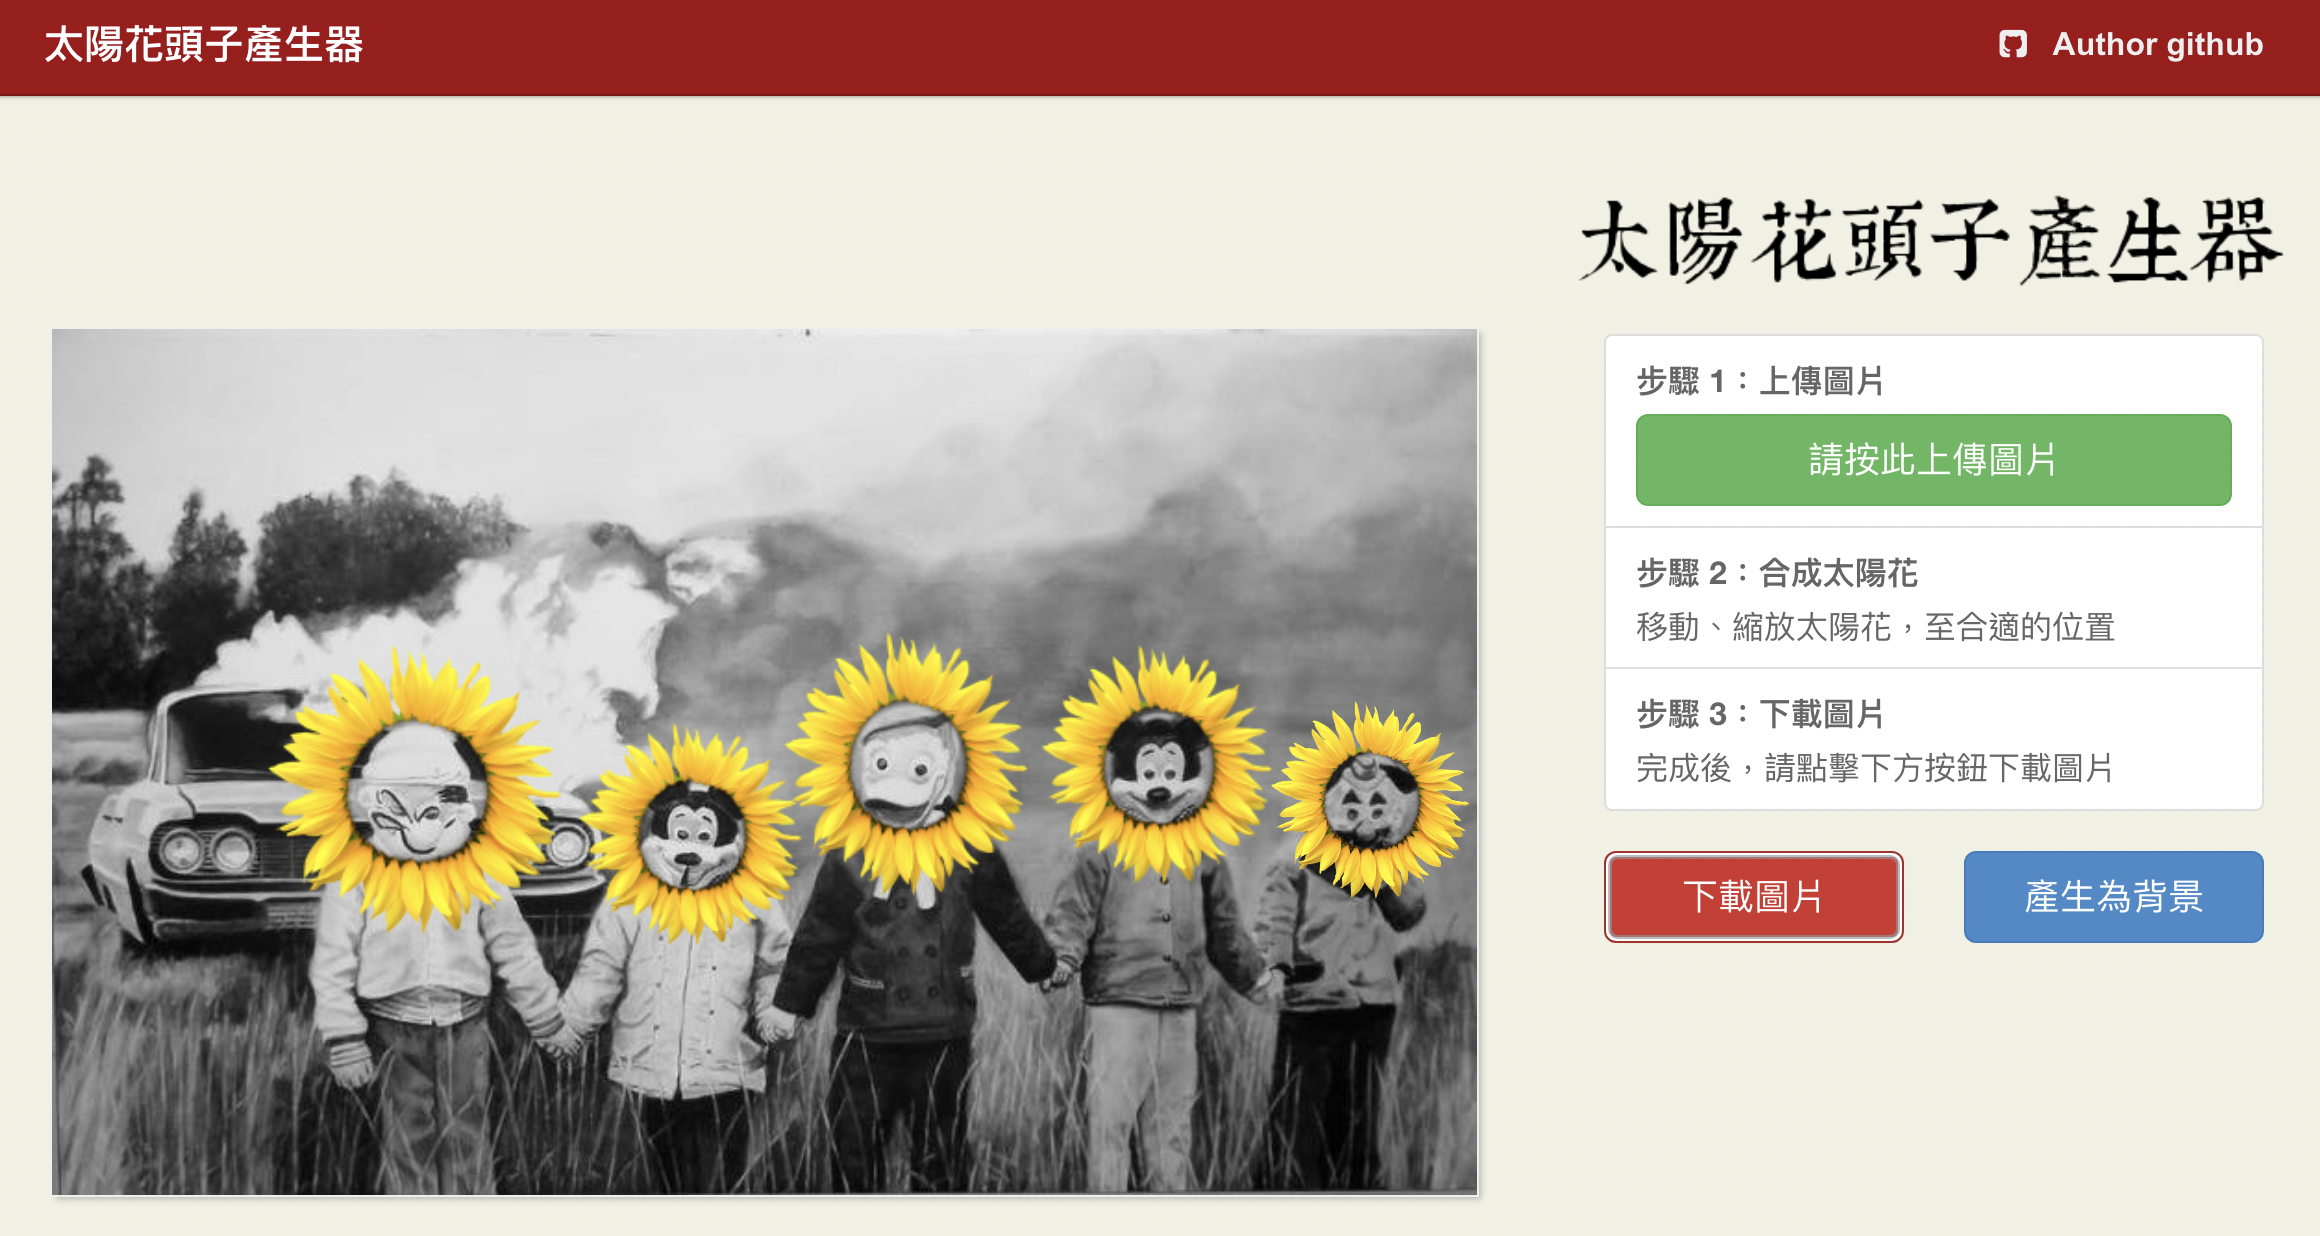 太陽花頭子產生器
Author github
太陽花頭子產生器
步驟 1：上傳圖片
請按此上傳圖片
步驟 2：合成太陽花
移動、縮放太陽花，至合適的位置
步驟 3：下載圖片
完成後，請點擊下方按鈕下載圖片
下載圖片
產生為背景